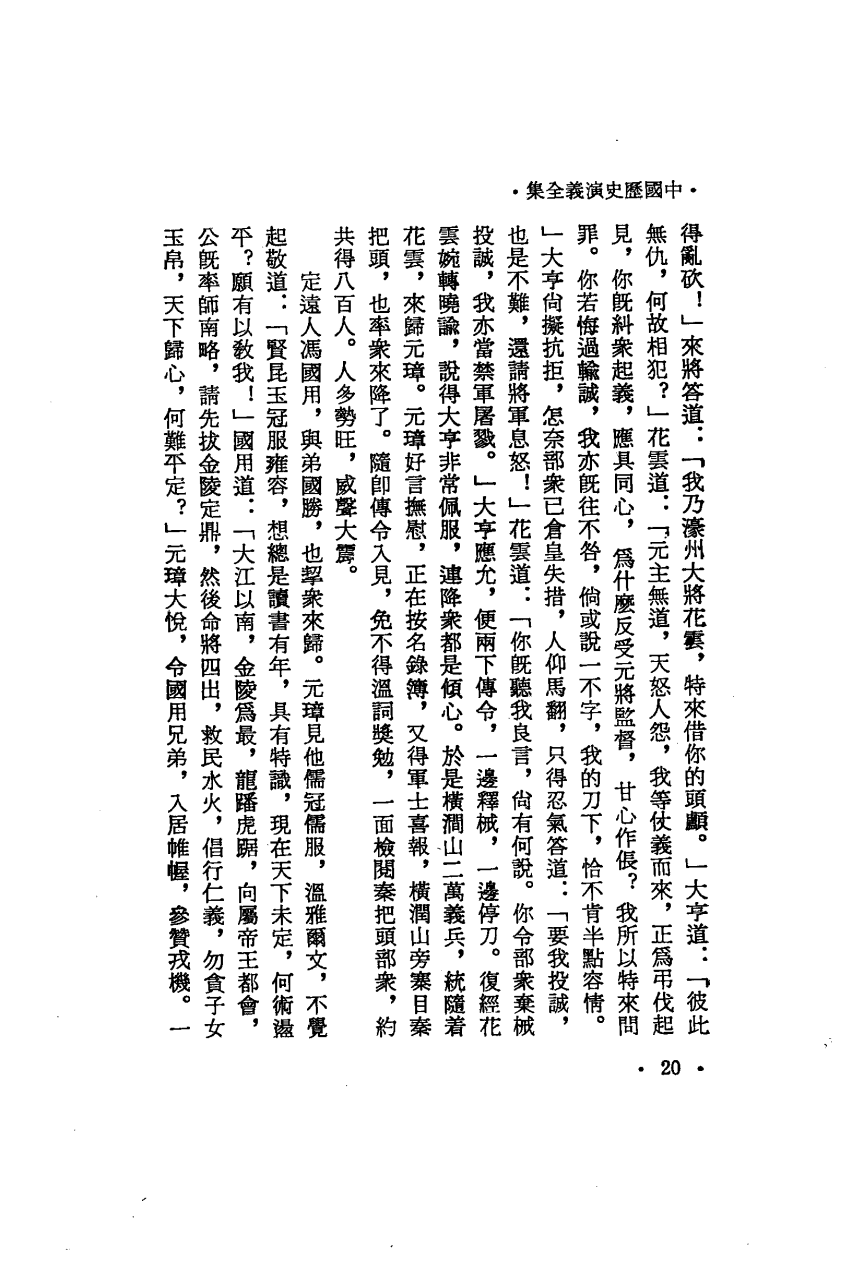 •中國歷史演義全集•
得亂砍！」來將答道：「我乃濠州大將花雲，特來借你的頭顱。」大亨道：「彼此
無仇，何故相犯？」花雲道：「元主無道，天怒人怨，我等仗義而來，正爲弔伐起
見，你旣糾衆起義，應具同心，爲什麼反受元將監督，甘心作倀？我所以特來問
罪。你若悔過輸誠，我亦旣往不咎，倘或說一不字，我的刀下，恰不肯半點容情。
」大亨尙擬抗拒，怎奈部衆已倉皇失措，人仰馬翻，只得忍氣答道：「要我投誠，
也是不難，還請將軍息怒！」花雲道：「你旣聽我良言，尙有何說。你令部衆棄械
投誠，我亦當禁軍屠戮。」大亨應允，便兩下傳令，一邊釋械，一邊停刀。復經花
雲婉轉曉諭，說得大亨非常佩服，連降衆都是傾心。於是橫澗山二萬義兵，統隨着
花雲，來歸元璋。元璋好言撫慰，正在按名錄簿，又得軍士喜報，橫澗山旁寨目秦
把頭，也率衆來降了。隨卽傳令入見，免不得溫詞獎勉，一面檢閱秦把頭部衆，約
共得八百人。人多勢旺，威聲大震。
定遠人馮國用，與弟國勝，也挈衆來歸。元璋見他儒冠儒服，溫雅爾文，不覺
起敬道：「賢昆玉冠服雍容，想總是讀書有年，具有特識，現在天下未定，何術盪
平？願有以敎我！」國用道：「大江以南，金陵爲最，龍蹯虎踞，向屬帝王都會，
公旣率師南略，請先拔金陵定鼎，然後命將四出，救民水火，倡行仁義，勿貪子女
玉帛，天下歸心，何難平定？」元璋大悅，令國用兄弟，入居帷幄，參贊戎機。一
•20•